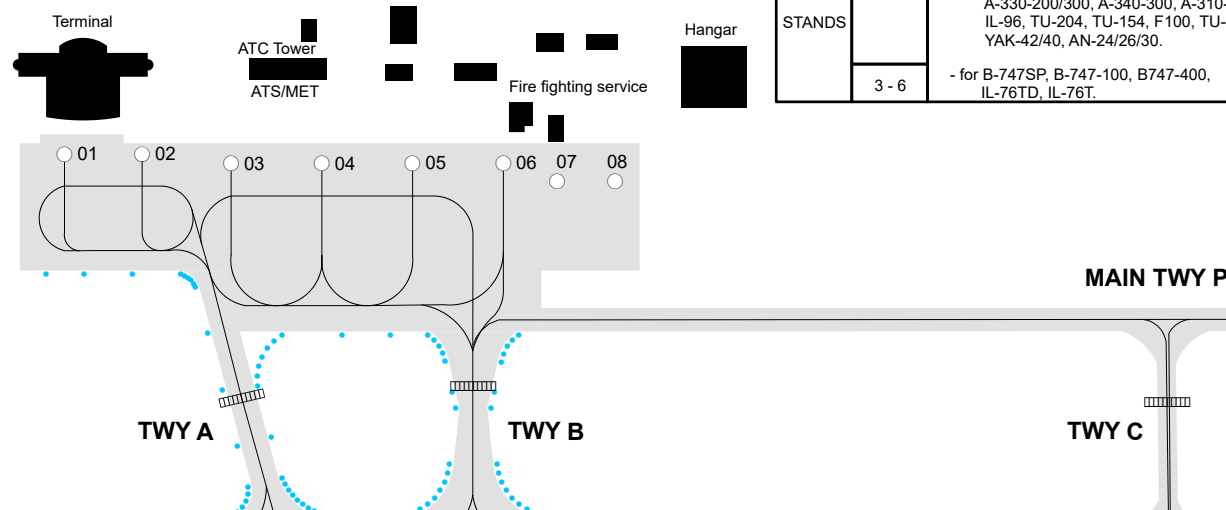 A-330-200/300, A-340-300, A-310-
IL-96, TU-204, TU-154, F100, TU-
YAK-42/40, AN-24/26/30.
STANDS
3 - 6
- for B-747SP, B-747-100, B747-400,
IL-76TD, IL-76T.
Terminal
ATC Tower
ATS/MET
Fire fighting service
Hangar
01
02
03
04
05
06
07
08
MAIN TWY P
TWY A
TWY B
TWY C